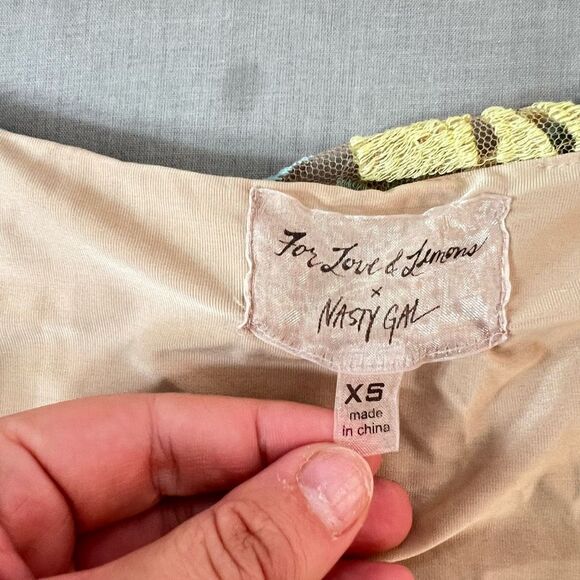 For Love & Lemons
x
NASTY GAL
XS
made
in china